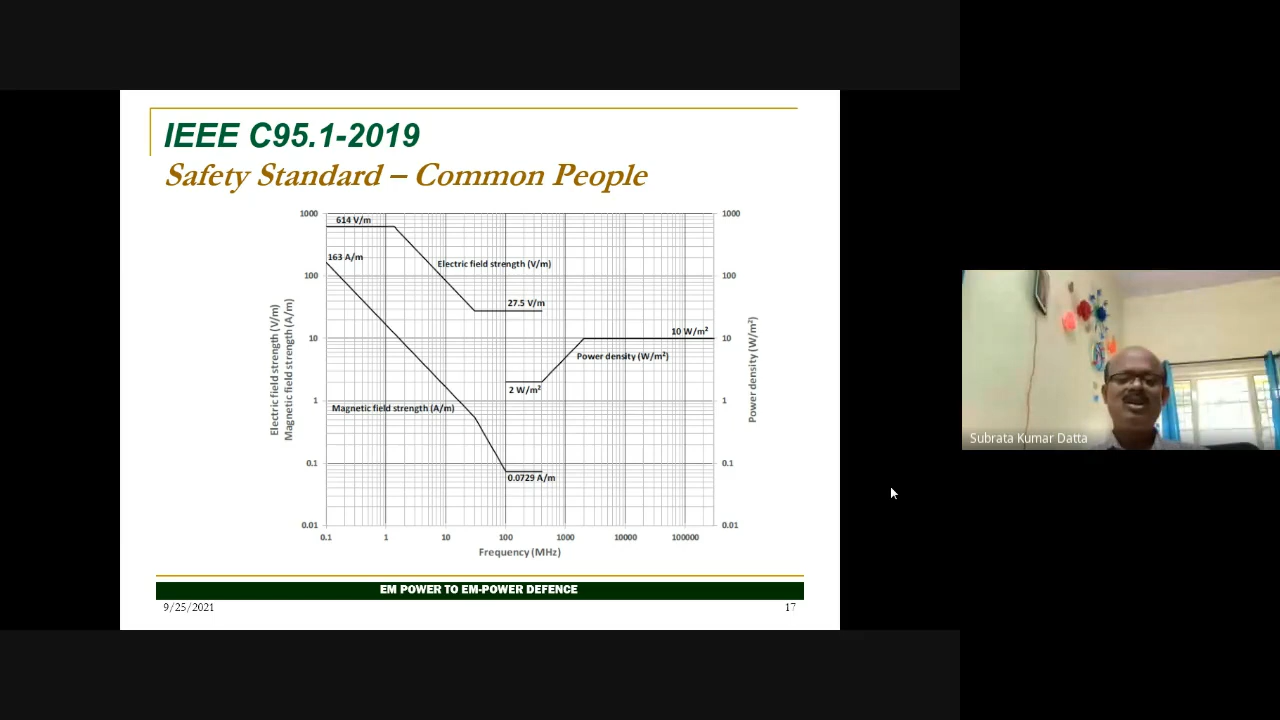 IEEE C95.1-2019
Safety Standard – Common People
1000
100
10
1
0.1
0.01
Electric field strength (V/m)
Magnetic field strength (A/m)
614 V/m
163 A/m
Electric field strength (V/m)
27.5 V/m
10 W/m²
Power density (W/m²)
2 W/m²
Magnetic field strength (A/m)
0.0729 A/m
1000
100
10
1
0.1
0.01
Power density (W/m²)
0.1 1 10 100 1000 10000 100000
Frequency (MHz)
EM POWER TO EM-POWER DEFENCE
9/25/2021
17
Subrata Kumar Datta